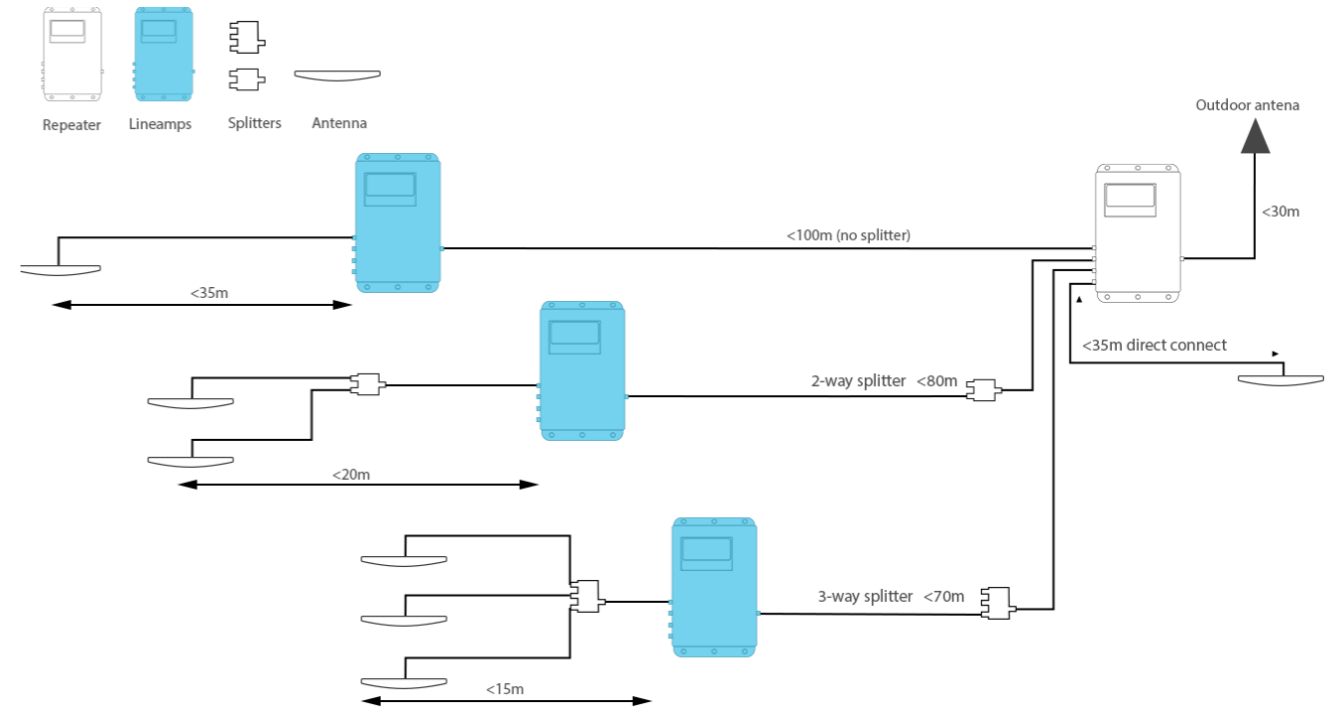 Repeater
Lineamps
Splitters
Antenna
Outdoor antena
<30m
<100m (no splitter)
<35m
<35m direct connect
2-way splitter <80m
<20m
3-way splitter <70m
<15m